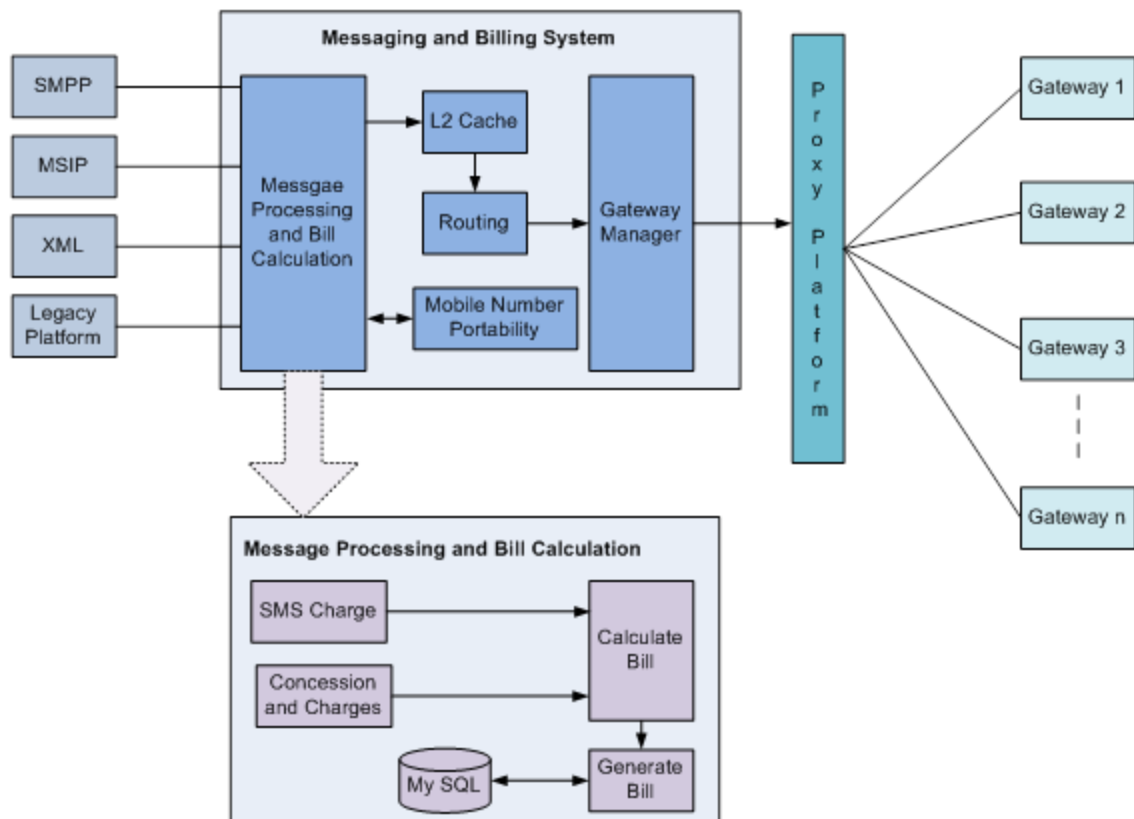 Messaging and Billing System
SMPP
MSIP
XML
Legacy
Platform
Messgae
Processing
and Bill
Calculation
L2 Cache
Routing
Mobile Number
Portability
Gateway
Manager
Proxy Platform
Gateway 1
Gateway 2
Gateway 3
Gateway n
Message Processing and Bill Calculation
SMS Charge
Concession
and Charges
Calculate
Bill
My SQL
Generate
Bill